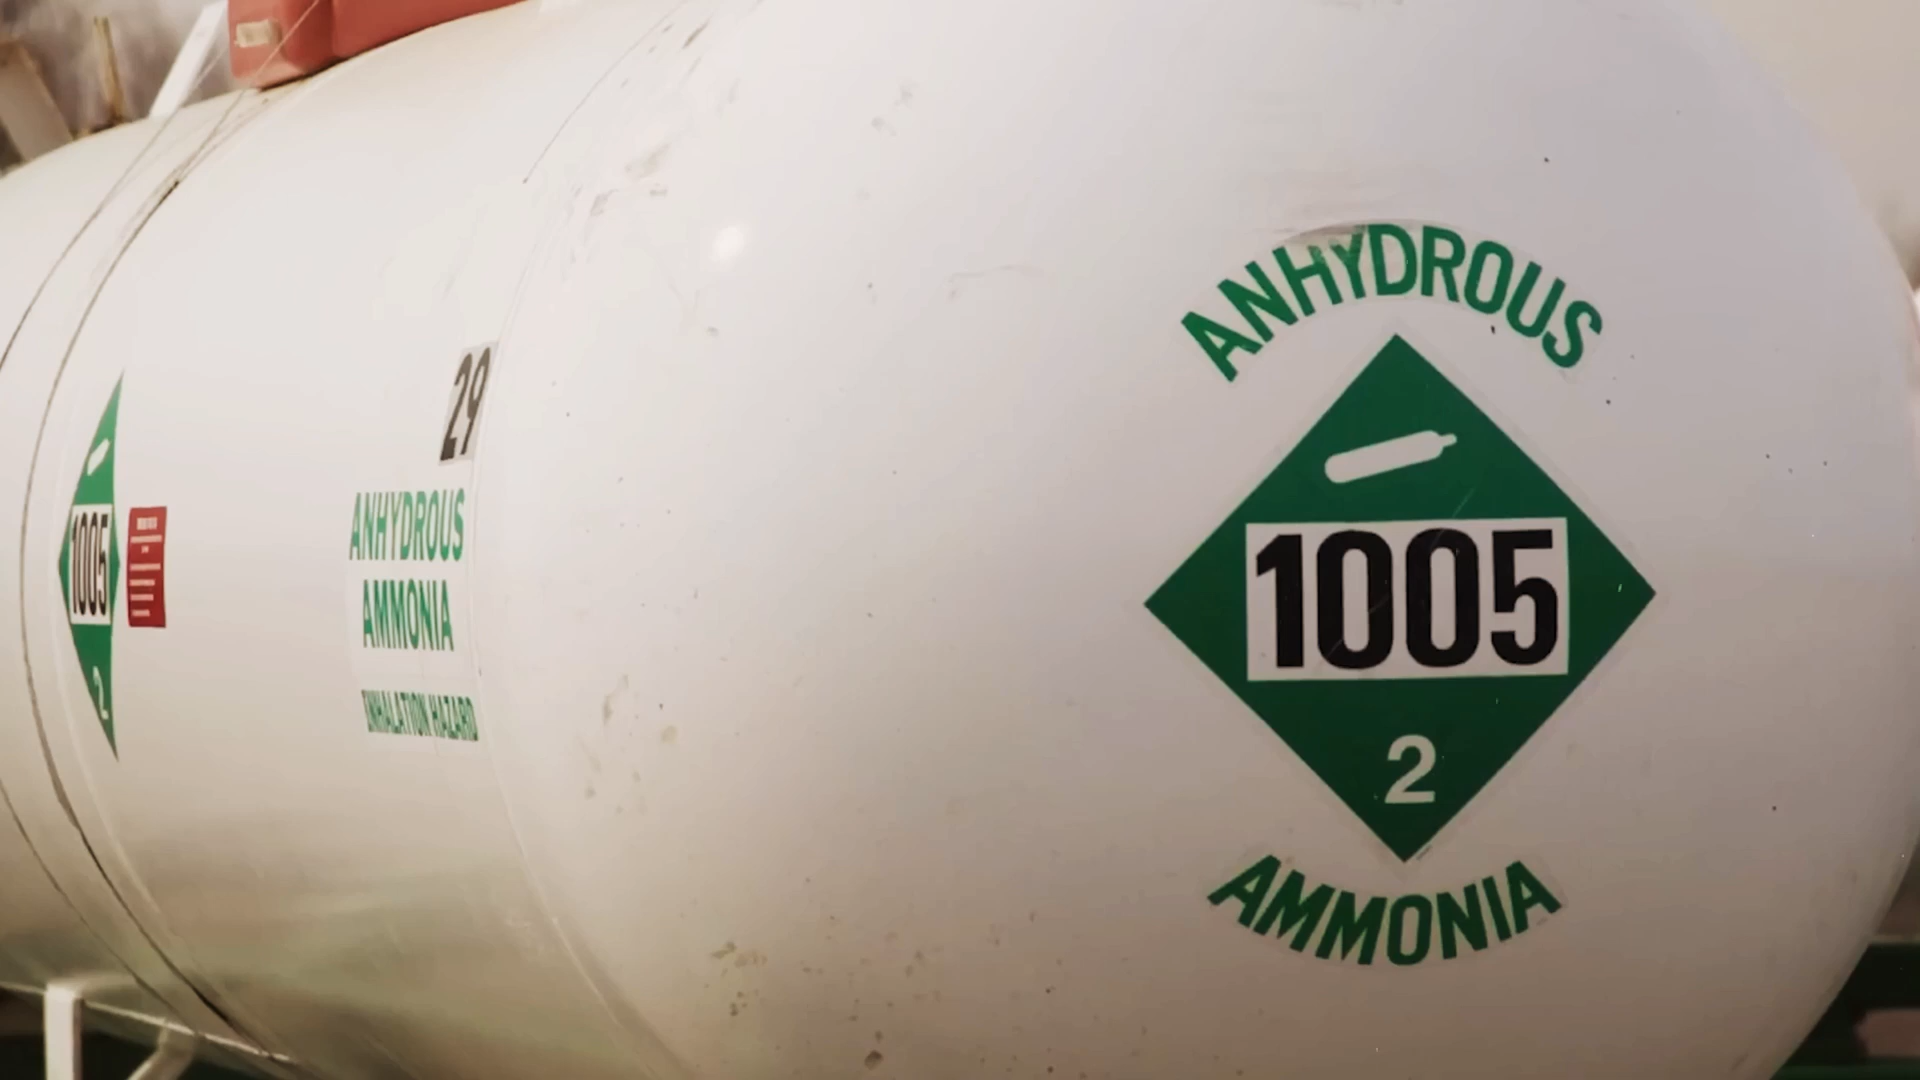 1005
2
29
ANHYDROUS
AMMONIA
INHALATION HAZARD
ANHYDROUS
1005
2
AMMONIA